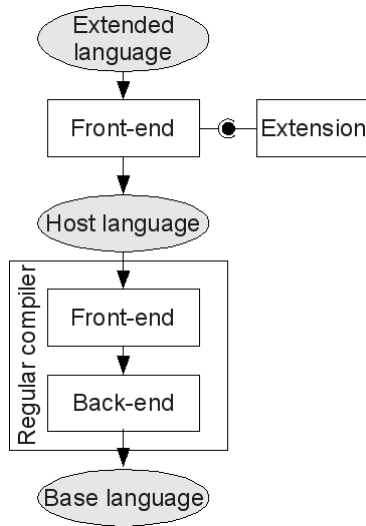 Extended
language
Front-end
Extension
Host language
Regular compiler
Front-end
Back-end
Base language